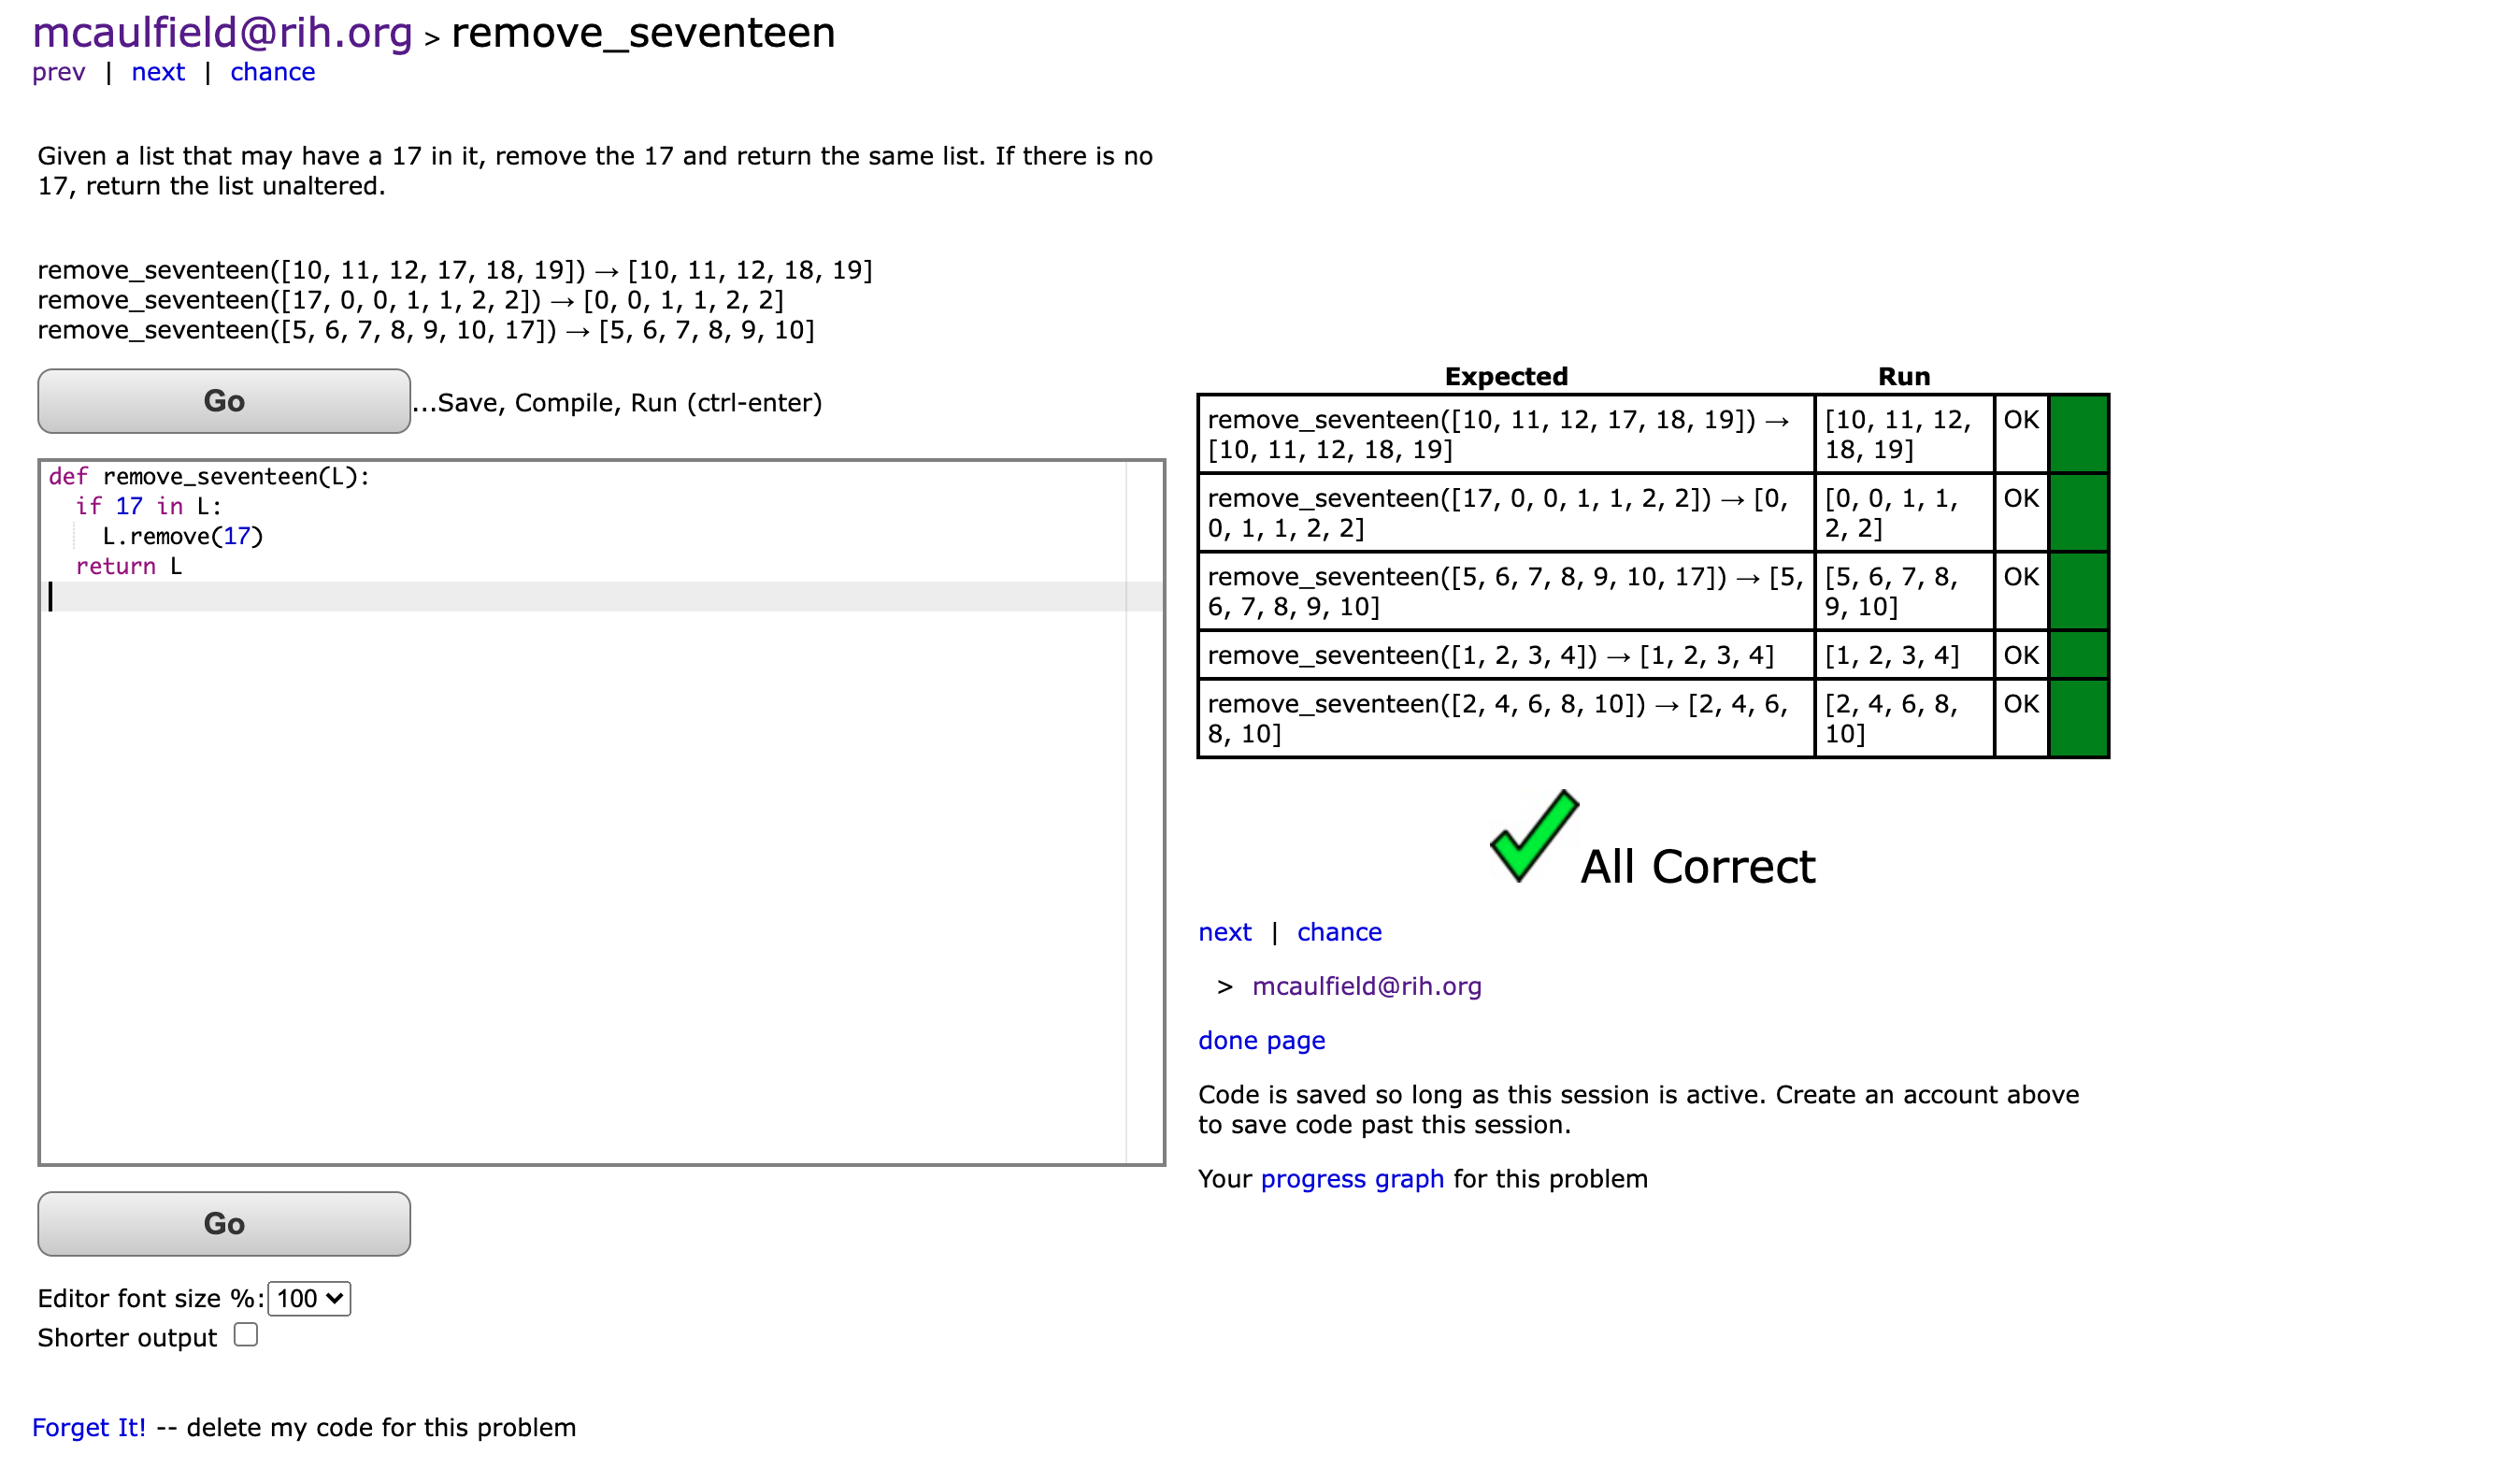 mcaulfield@rih.org > remove_seventeen
prev | next | chance
Given a list that may have a 17 in it, remove the 17 and return the same list. If there is no
17, return the list unaltered.
remove_seventeen([10, 11, 12, 17, 18, 19]) → [10, 11, 12, 18, 19]
remove_seventeen([17, 0, 0, 1, 1, 2, 2]) → [0, 0, 1, 1, 2, 2]
remove_seventeen([5, 6, 7, 8, 9, 10, 17]) → [5, 6, 7, 8, 9, 10]
Go ...Save, Compile, Run (ctrl-enter)
def remove_seventeen(L):
  if 17 in L:
    L.remove(17)
  return L
Go
Editor font size %: 100
Shorter output
Forget It! -- delete my code for this problem
Expected Run
remove_seventeen([10, 11, 12, 17, 18, 19]) → [10, 11, 12, OK
[10, 11, 12, 18, 19] 18, 19]
remove_seventeen([17, 0, 0, 1, 1, 2, 2]) → [0, [0, 0, 1, 1, OK
0, 1, 1, 2, 2] 2, 2]
remove_seventeen([5, 6, 7, 8, 9, 10, 17]) → [5, [5, 6, 7, 8, OK
6, 7, 8, 9, 10] 9, 10]
remove_seventeen([1, 2, 3, 4]) → [1, 2, 3, 4] [1, 2, 3, 4] OK
remove_seventeen([2, 4, 6, 8, 10]) → [2, 4, 6, [2, 4, 6, 8, OK
8, 10] 10]
All Correct
next | chance
> mcaulfield@rih.org
done page
Code is saved so long as this session is active. Create an account above
to save code past this session.
Your progress graph for this problem